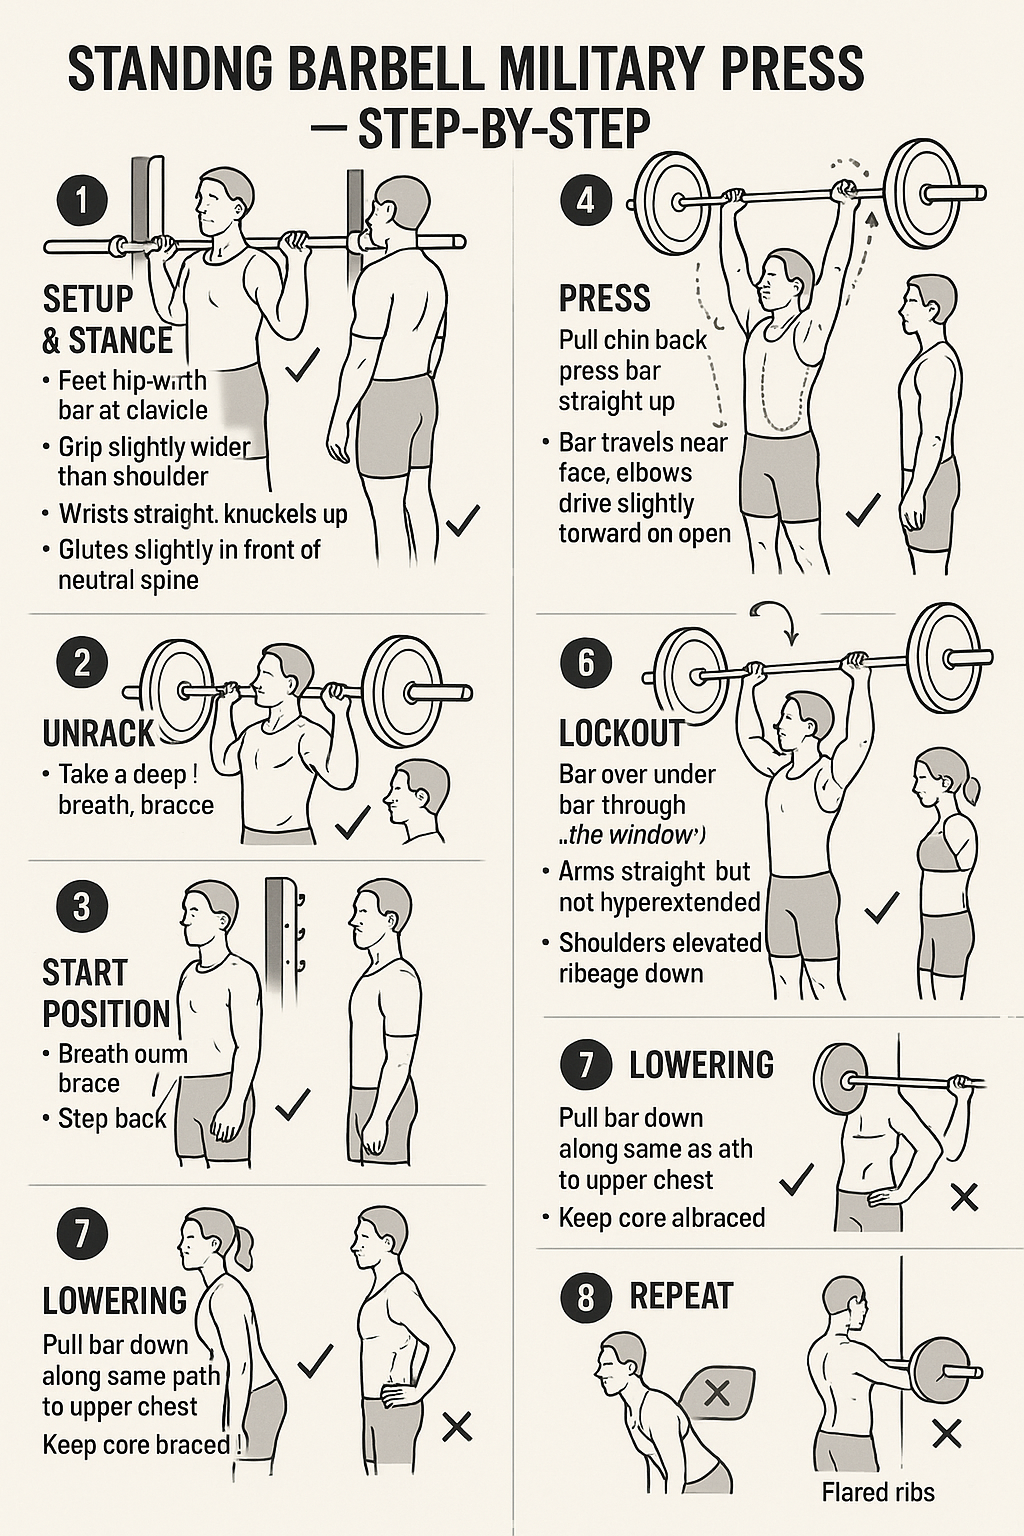 STANDNG BARBELL MILITARY PRESS
— STEP-BY-STEP
1
SETUP
& STANCE
• Feet hip-wirth
bar at clavicle
• Grip slightly wider
than shoulder
• Wrists straight. knuckels up
• Glutes slightly in front of
neutral spine
2
UNRACK
• Take a deep !
breath, bracce
3
START
POSITION
• Breath oum
brace
• Step back
7
LOWERING
Pull bar down
along same path
to upper chest
Keep core braced !
4
PRESS
Pull chin back
press bar
straight up
• Bar travels near
face, elbows
drive slightly
torward on open
6
LOCKOUT
Bar over under
bar through
..the window’)
• Arms straight but
not hyperextended
• Shoulders elevated
ribeage down
7 LOWERING
Pull bar down
along same as ath
to upper chest
• Keep core albraced
8 REPEAT
Flared ribs